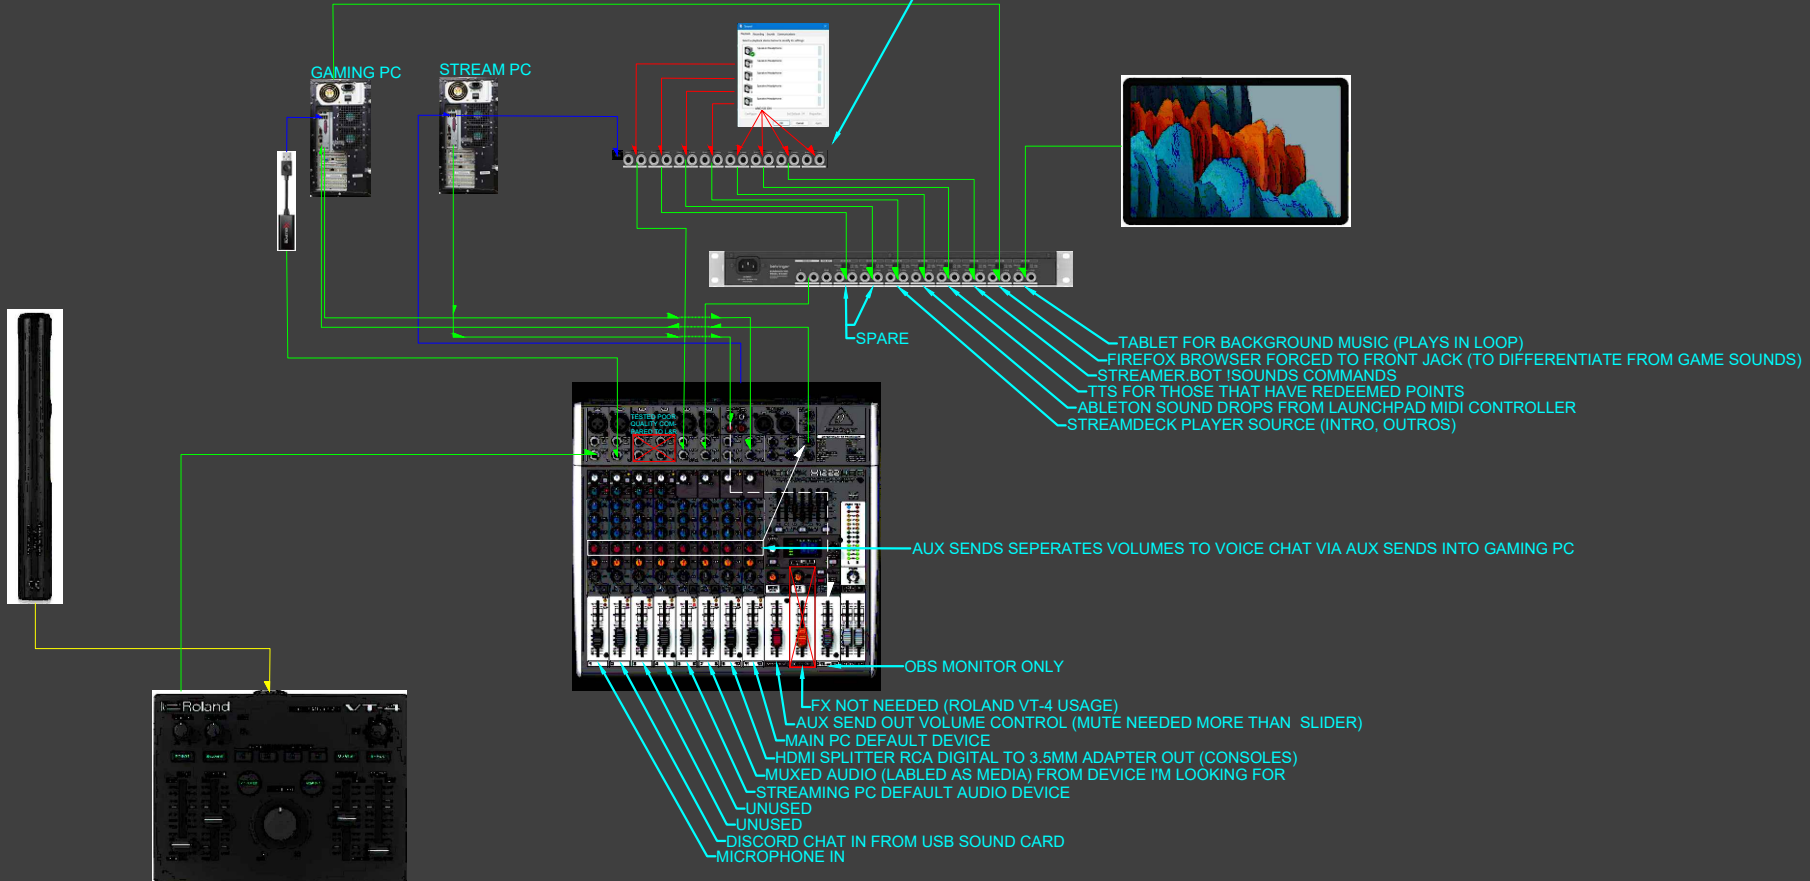 GAMING PC
STREAM PC
SPARE
TABLET FOR BACKGROUND MUSIC (PLAYS IN LOOP)
FIREFOX BROWSER FORCED TO FRONT JACK (TO DIFFERENTIATE FROM GAME SOUNDS)
STREAMER.BOT !SOUNDS COMMANDS
TTS FOR THOSE THAT HAVE REDEEMED POINTS
ABLETON SOUND DROPS FROM LAUNCHPAD MIDI CONTROLLER
STREAMDECK PLAYER SOURCE (INTRO, OUTROS)
TESTED POOR
QUALITY COM-
PARED TO L&R
AUX SENDS SEPERATES VOLUMES TO VOICE CHAT VIA AUX SENDS INTO GAMING PC
OBS MONITOR ONLY
FX NOT NEEDED (ROLAND VT-4 USAGE)
AUX SEND OUT VOLUME CONTROL (MUTE NEEDED MORE THAN SLIDER)
MAIN PC DEFAULT DEVICE
HDMI SPLITTER RCA DIGITAL TO 3.5MM ADAPTER OUT (CONSOLES)
MUXED AUDIO (LABLED AS MEDIA) FROM DEVICE I'M LOOKING FOR
STREAMING PC DEFAULT AUDIO DEVICE
UNUSED
UNUSED
DISCORD CHAT IN FROM USB SOUND CARD
MICROPHONE IN
Roland
VT-4